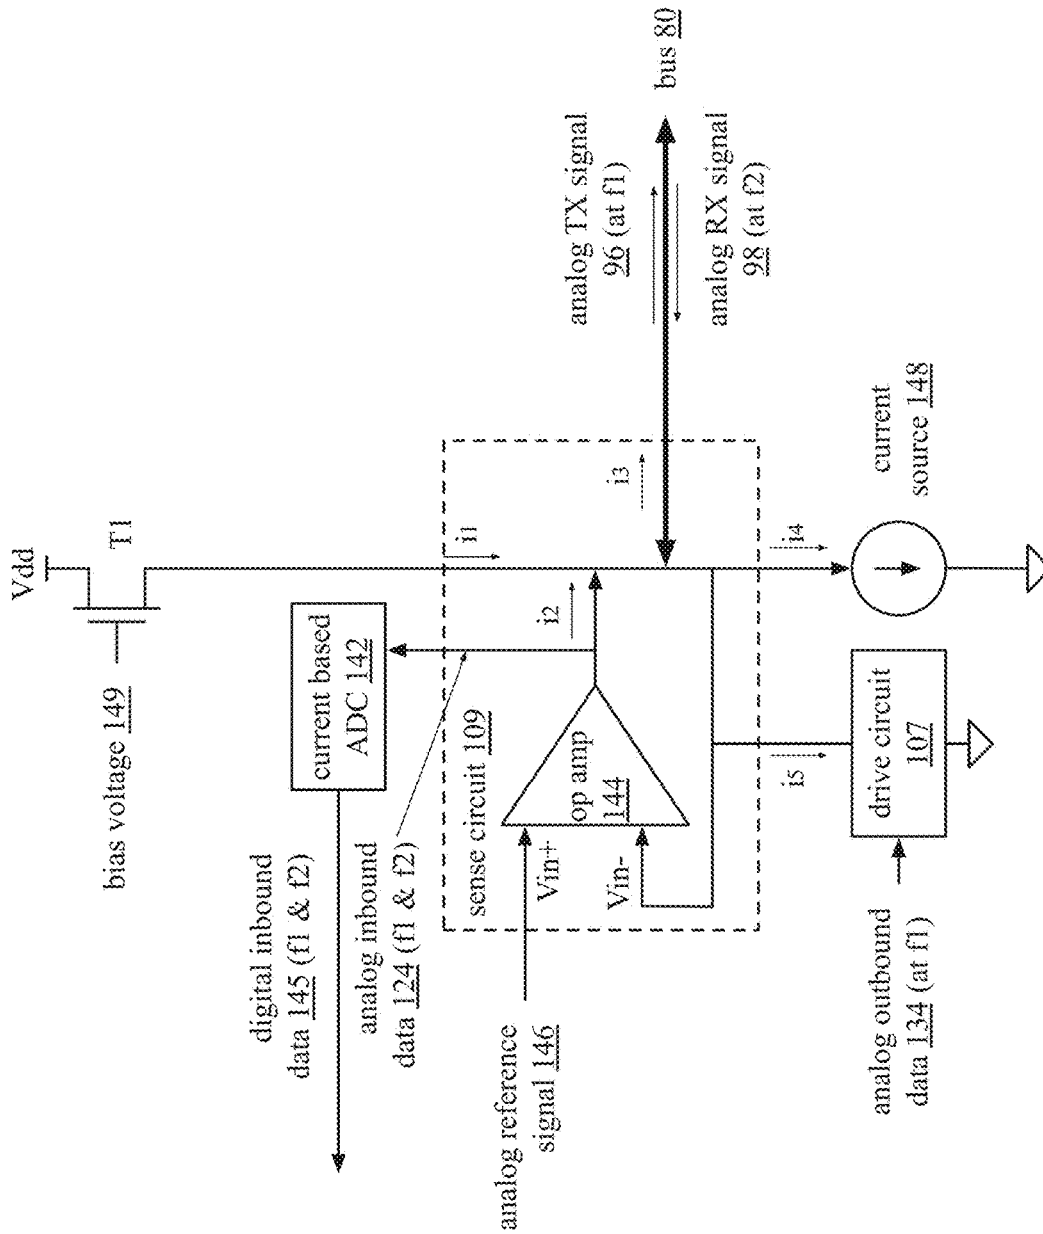 Vdd
T1
bias voltage 149
current based
ADC 142
digital inbound
data 145 (f1 & f2)
analog inbound
data 124 (f1 & f2)
sense circuit 109
i1
i2
i3
op amp
144
Vin+
Vin-
analog reference
signal 146
analog TX signal
96 (at f1)
bus 80
analog RX signal
98 (at f2)
i4
i5
current
source 148
drive circuit
107
analog outbound
data 134 (at f1)